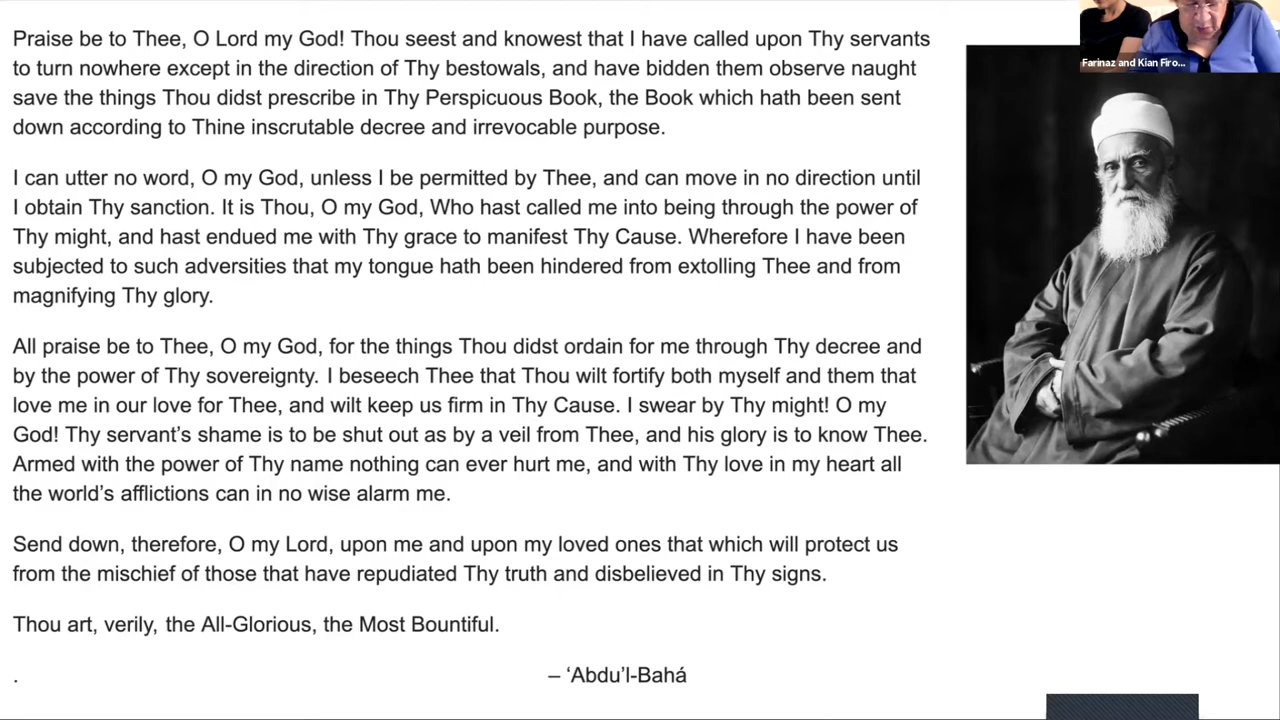 Praise be to Thee, O Lord my God! Thou seest and knowest that I have called upon Thy servants
to turn nowhere except in the direction of Thy bestowals, and have bidden them observe naught
save the things Thou didst prescribe in Thy Perspicuous Book, the Book which hath been sent
down according to Thine inscrutable decree and irrevocable purpose.
I can utter no word, O my God, unless I be permitted by Thee, and can move in no direction until
I obtain Thy sanction. It is Thou, O my God, Who hast called me into being through the power of
Thy might, and hast endued me with Thy grace to manifest Thy Cause. Wherefore I have been
subjected to such adversities that my tongue hath been hindered from extolling Thee and from
magnifying Thy glory.
All praise be to Thee, O my God, for the things Thou didst ordain for me through Thy decree and
by the power of Thy sovereignty. I beseech Thee that Thou wilt fortify both myself and them that
love me in our love for Thee, and wilt keep us firm in Thy Cause. I swear by Thy might! O my
God! Thy servant’s shame is to be shut out as by a veil from Thee, and his glory is to know Thee.
Armed with the power of Thy name nothing can ever hurt me, and with Thy love in my heart all
the world’s afflictions can in no wise alarm me.
Send down, therefore, O my Lord, upon me and upon my loved ones that which will protect us
from the mischief of those that have repudiated Thy truth and disbelieved in Thy signs.
Thou art, verily, the All-Glorious, the Most Bountiful.
. – ‘Abdu’l-Bahá
Farinaz and Kian Firo...